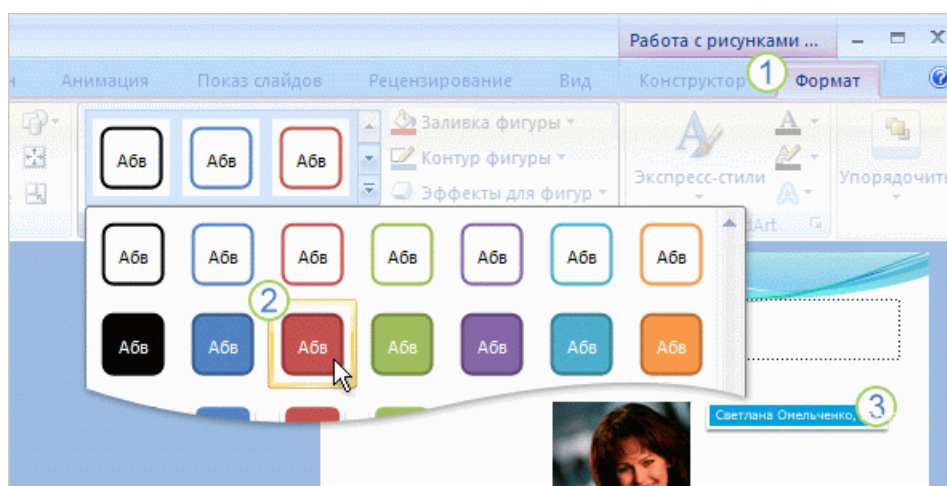 Работа с рисунками ...
Анимация Показ слайдов Рецензирование Вид Конструктор 1 Формат
Абв Абв Абв
Заливка фигуры
Контур фигуры
Эффекты для фигур
Экспресс-стили
Упорядочить
Абв Абв Абв Абв Абв Абв Абв
2
Абв Абв Абв Абв Абв Абв Абв
Светлана Омельченко, 3